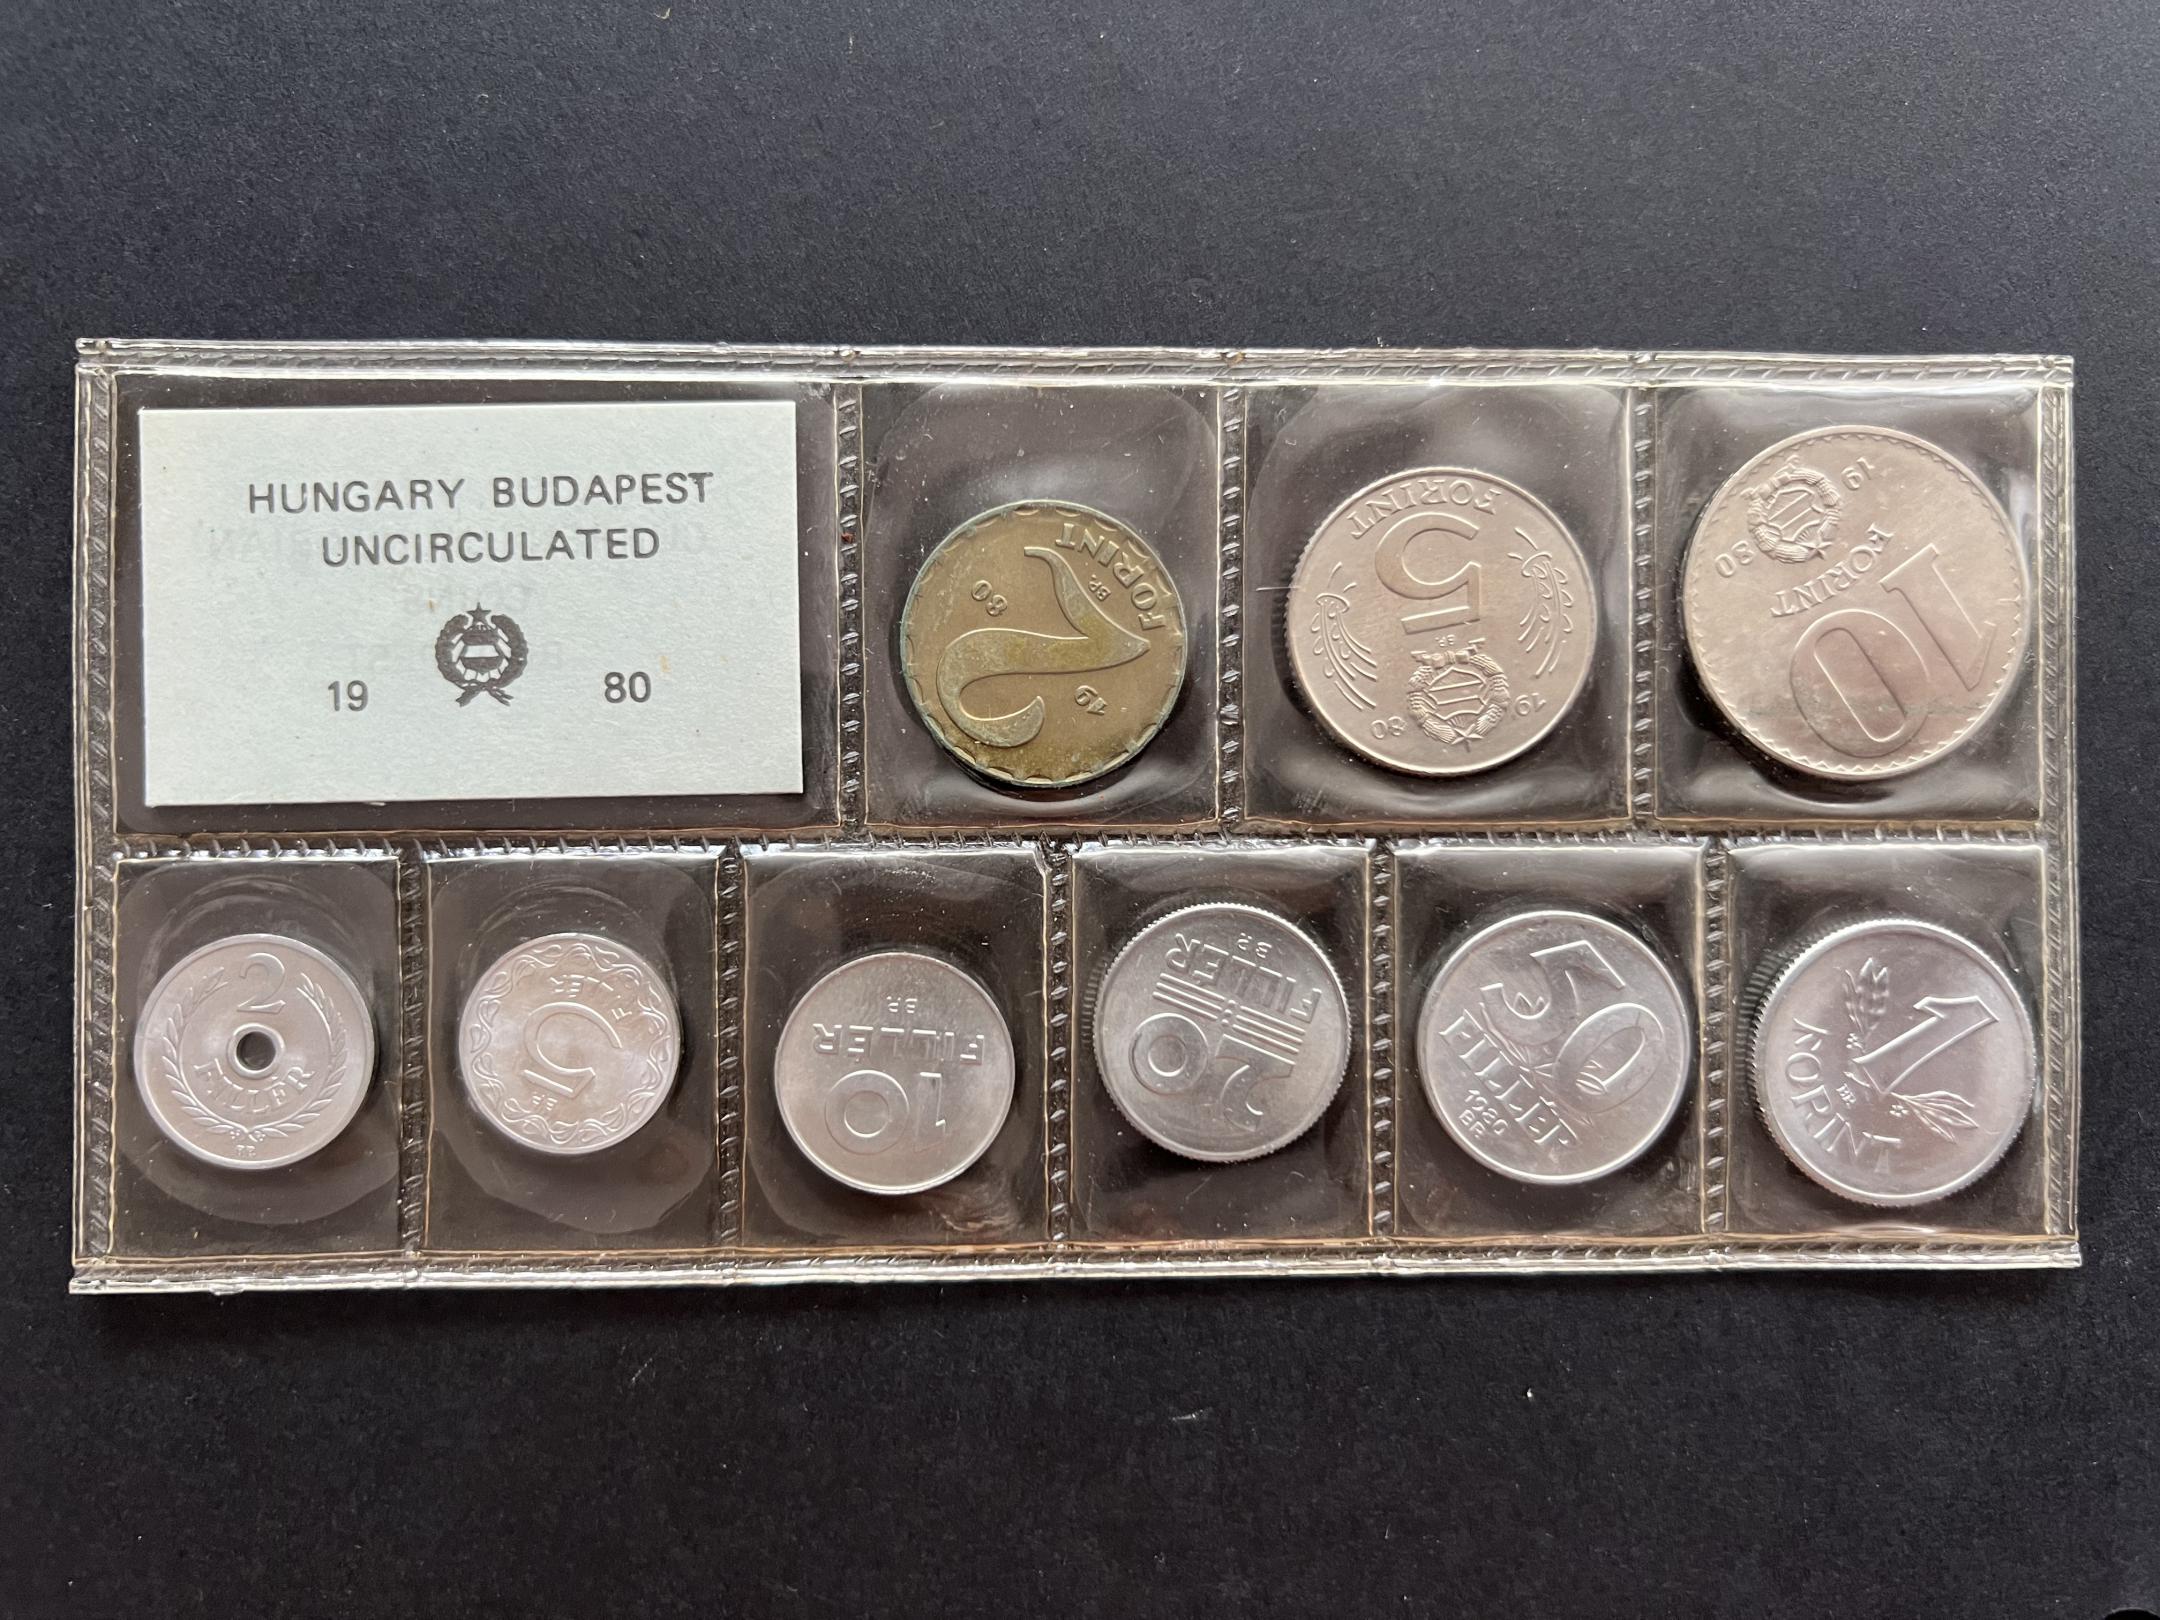 HUNGARY BUDAPEST
UNCIRCULATED
19 80
2
FORINT
BP.
19 80
5
FORINT
BP.
19 80
10
FORINT
19 80
2
FILLÉR
BP.
5
FILLÉR
BP.
10
FILLÉR
BP.
20
FILLÉR
BP.
50
FILLÉR
1980
BP.
1
FORINT
BP.